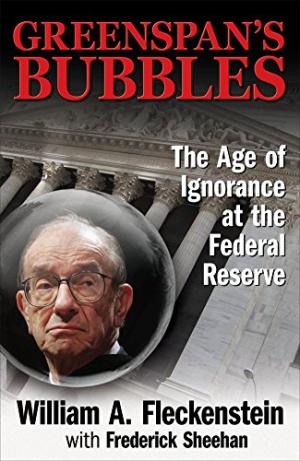 GREENSPAN'S
BUBBLES
The Age of
Ignorance
at the
Federal
Reserve
William A. Fleckenstein
with Frederick Sheehan